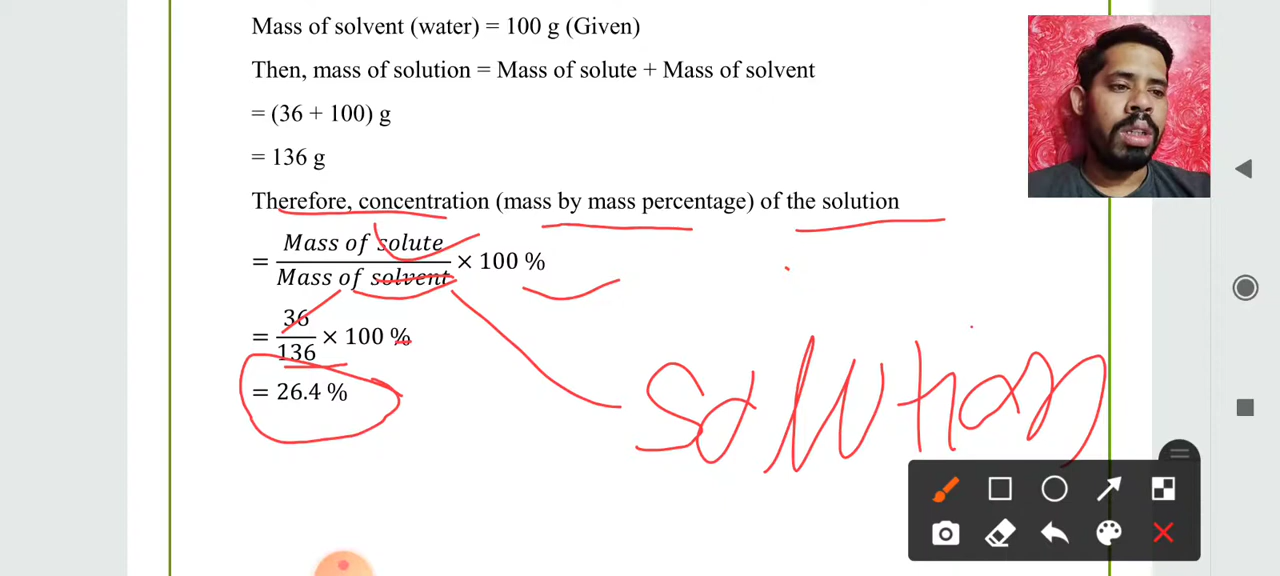 Mass of solvent (water) = 100 g (Given)
Then, mass of solution = Mass of solute + Mass of solvent
= (36 + 100) g
= 136 g
Therefore, concentration (mass by mass percentage) of the solution
= Mass of solute / Mass of solvent × 100 %
= 36 / 136 × 100 %
= 26.4 %
Solution